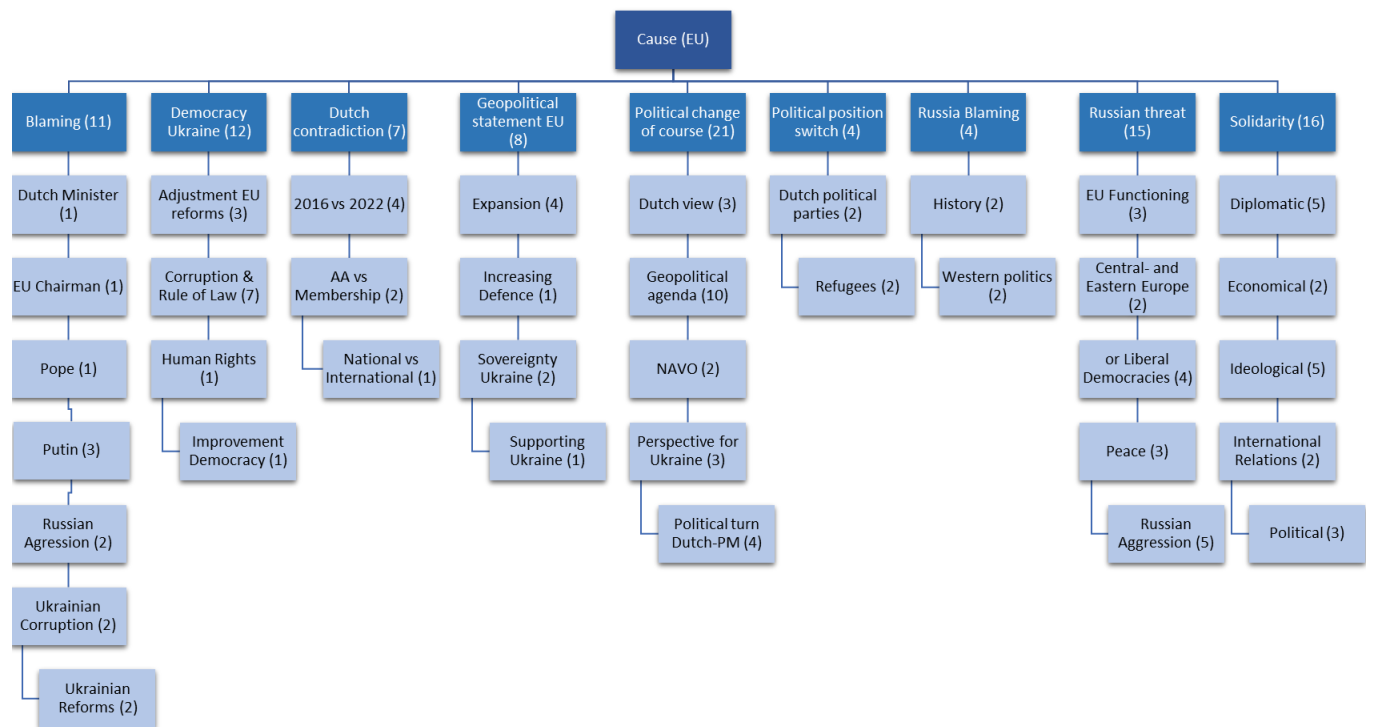 Cause (EU)
Blaming (11)
Dutch Minister
(1)
EU Chairman (1)
Pope (1)
Putin (3)
Russian
Agression (2)
Ukrainian
Corruption (2)
Ukrainian
Reforms (2)
Democracy
Ukraine (12)
Adjustment EU
reforms (3)
Corruption &
Rule of Law (7)
Human Rights
(1)
Improvement
Democracy (1)
Dutch
contradiction (7)
2016 vs 2022 (4)
AA vs
Membership (2)
National vs
International (1)
Geopolitical
statement EU
(8)
Expansion (4)
Increasing
Defence (1)
Sovereignty
Ukraine (2)
Supporting
Ukraine (1)
Political change
of course (21)
Dutch view (3)
Geopolitical
agenda (10)
NAVO (2)
Perspective for
Ukraine (3)
Political turn
Dutch-PM (4)
Political position
switch (4)
Dutch political
parties (2)
Refugees (2)
Russia Blaming
(4)
History (2)
Western politics
(2)
Russian threat
(15)
EU Functioning
(3)
Central- and
Eastern Europe
(2)
or Liberal
Democracies (4)
Peace (3)
Russian
Aggression (5)
Solidarity (16)
Diplomatic (5)
Economical (2)
Ideological (5)
International
Relations (2)
Political (3)